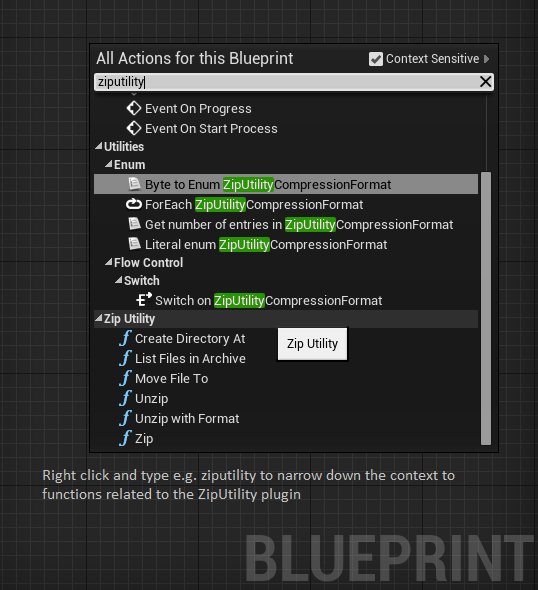 All Actions for this Blueprint
Context Sensitive
ziputility
Event On Progress
Event On Start Process
Utilities
Enum
Byte to Enum ZipUtilityCompressionFormat
ForEach ZipUtilityCompressionFormat
Get number of entries in ZipUtilityCompressionFormat
Literal enum ZipUtilityCompressionFormat
Flow Control
Switch
Switch on ZipUtilityCompressionFormat
Zip Utility
Create Directory At
List Files in Archive
Zip Utility
Move File To
Unzip
Unzip with Format
Zip
Right click and type e.g. ziputility to narrow down the context to
functions related to the ZipUtility plugin
BLUEPRINT